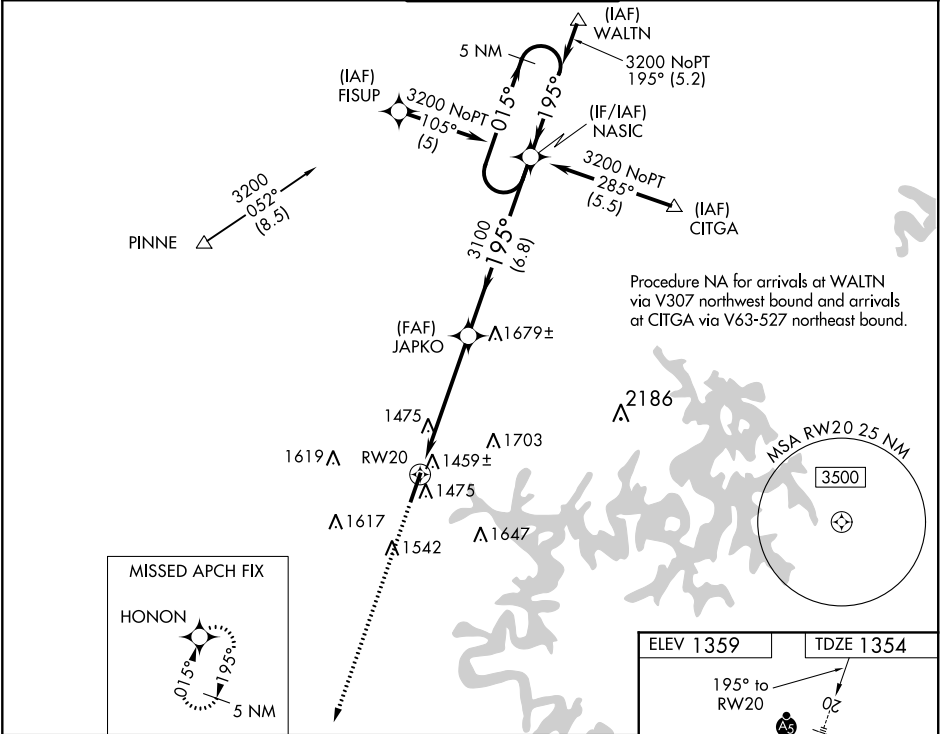 (IAF)
WALTN
5 NM
3200 NoPT
195° (5.2)
(IAF)
FISUP
3200 NoPT
105°
(5)
015°
195°
(IF/IAF)
NASIC
3200 NoPT
285°
(5.5)
(IAF)
CITGA
3200
052°
(8.5)
PINNE
3100
195°
(6.8)
Procedure NA for arrivals at WALTN
via V307 northwest bound and arrivals
at CITGA via V63-527 northeast bound.
(FAF)
JAPKO
1679±
2186
1475
1703
1619
RW20
1459±
1475
MSA RW20 25 NM
3500
1617
1647
1542
MISSED APCH FIX
HONON
015°
195°
5 NM
ELEV 1359
TDZE 1354
195° to
RW20
20
A5